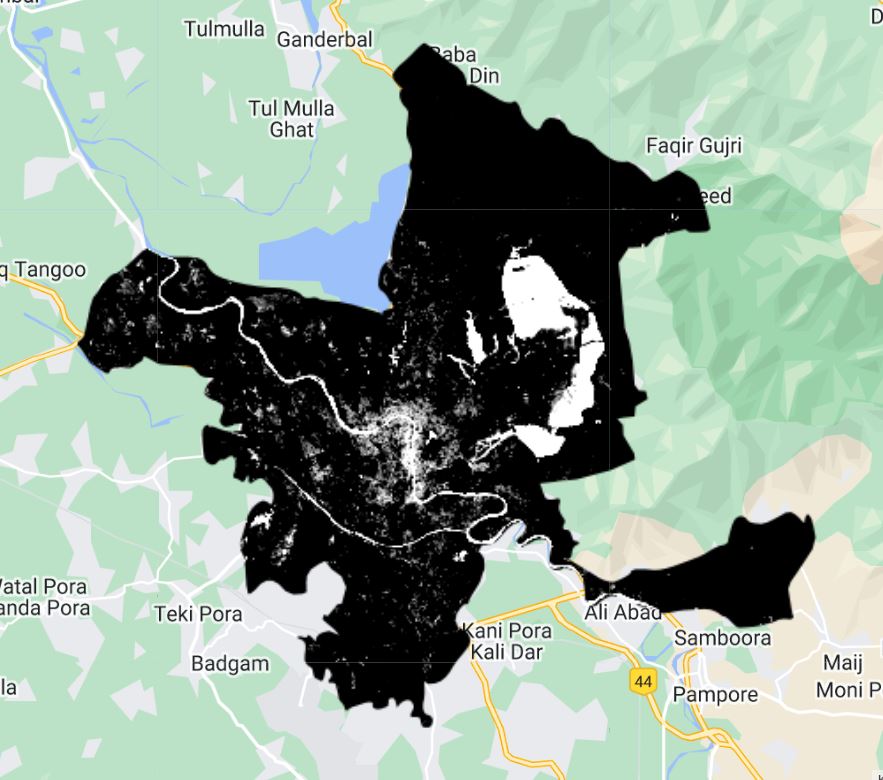 Tulmulla
Ganderbal
Baba
Din
Tul Mulla
Ghat
Faqir Gujri
eed
q Tangoo
Watal Pora
anda Pora
Teki Pora
Badgam
Kani Pora
Kali Dar
Ali Abad
Samboora
44
Pampore
Maij
Moni P
la
D